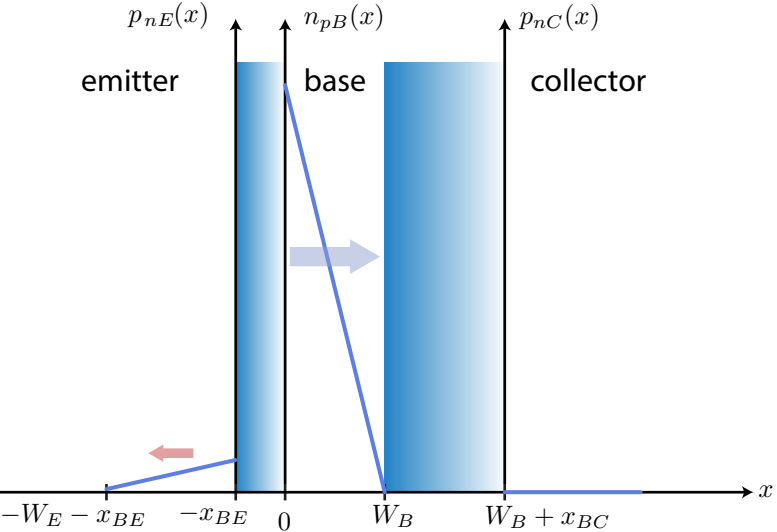 p_{nE}(x) n_{pB}(x) p_{nC}(x)
emitter base collector
x
-W_E - x_{BE} -x_{BE} 0 W_B W_B + x_{BC}